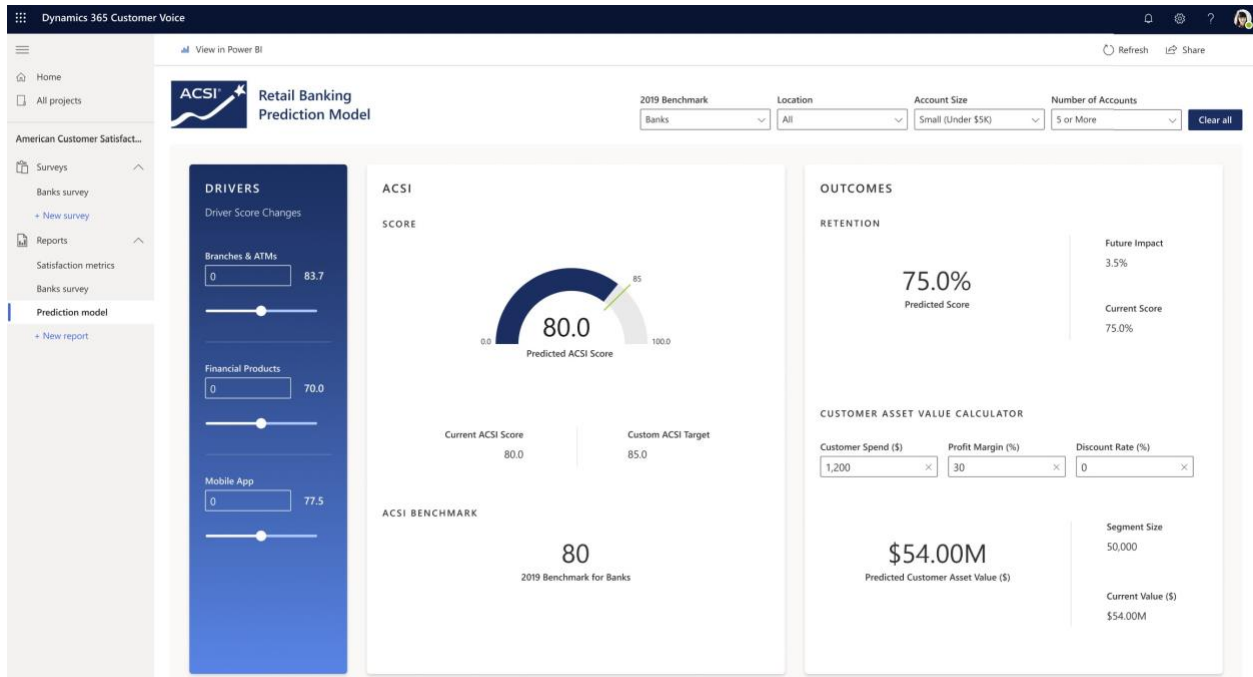 Dynamics 365 Customer Voice
?
View in Power BI
Refresh
Share
Home
All projects
American Customer Satisfact...
Surveys
Banks survey
+ New survey
Reports
Satisfaction metrics
Banks survey
Prediction model
+ New report
ACSI®
Retail Banking
Prediction Model
2019 Benchmark
Banks
Location
All
Account Size
Small (Under $5K)
Number of Accounts
5 or More
Clear all
DRIVERS
Driver Score Changes
Branches & ATMs
0 83.7
Financial Products
0 70.0
Mobile App
0 77.5
ACSI
SCORE
85
80.0
0.0
100.0
Predicted ACSI Score
Current ACSI Score
80.0
Custom ACSI Target
85.0
ACSI BENCHMARK
80
2019 Benchmark for Banks
OUTCOMES
RETENTION
75.0%
Predicted Score
Future Impact
3.5%
Current Score
75.0%
CUSTOMER ASSET VALUE CALCULATOR
Customer Spend ($)
1,200
Profit Margin (%)
30
Discount Rate (%)
0
$54.00M
Predicted Customer Asset Value ($)
Segment Size
50,000
Current Value ($)
$54.00M